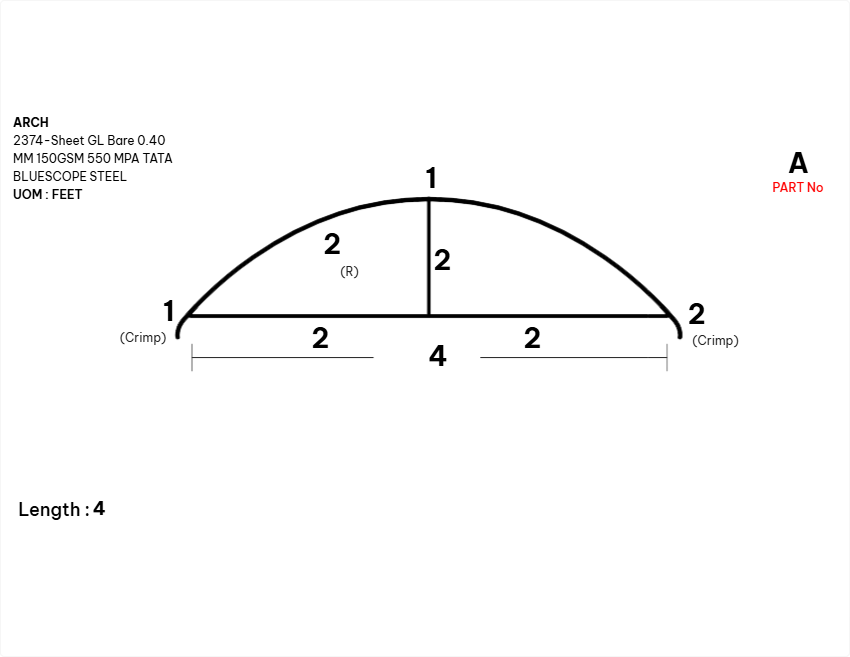 ARCH
2374-Sheet GL Bare 0.40
MM 150GSM 550 MPA TATA
BLUESCOPE STEEL
UOM : FEET
A
PART No
1
2
(R)
2
1
(Crimp)
2
(Crimp)
2
2
4
Length : 4